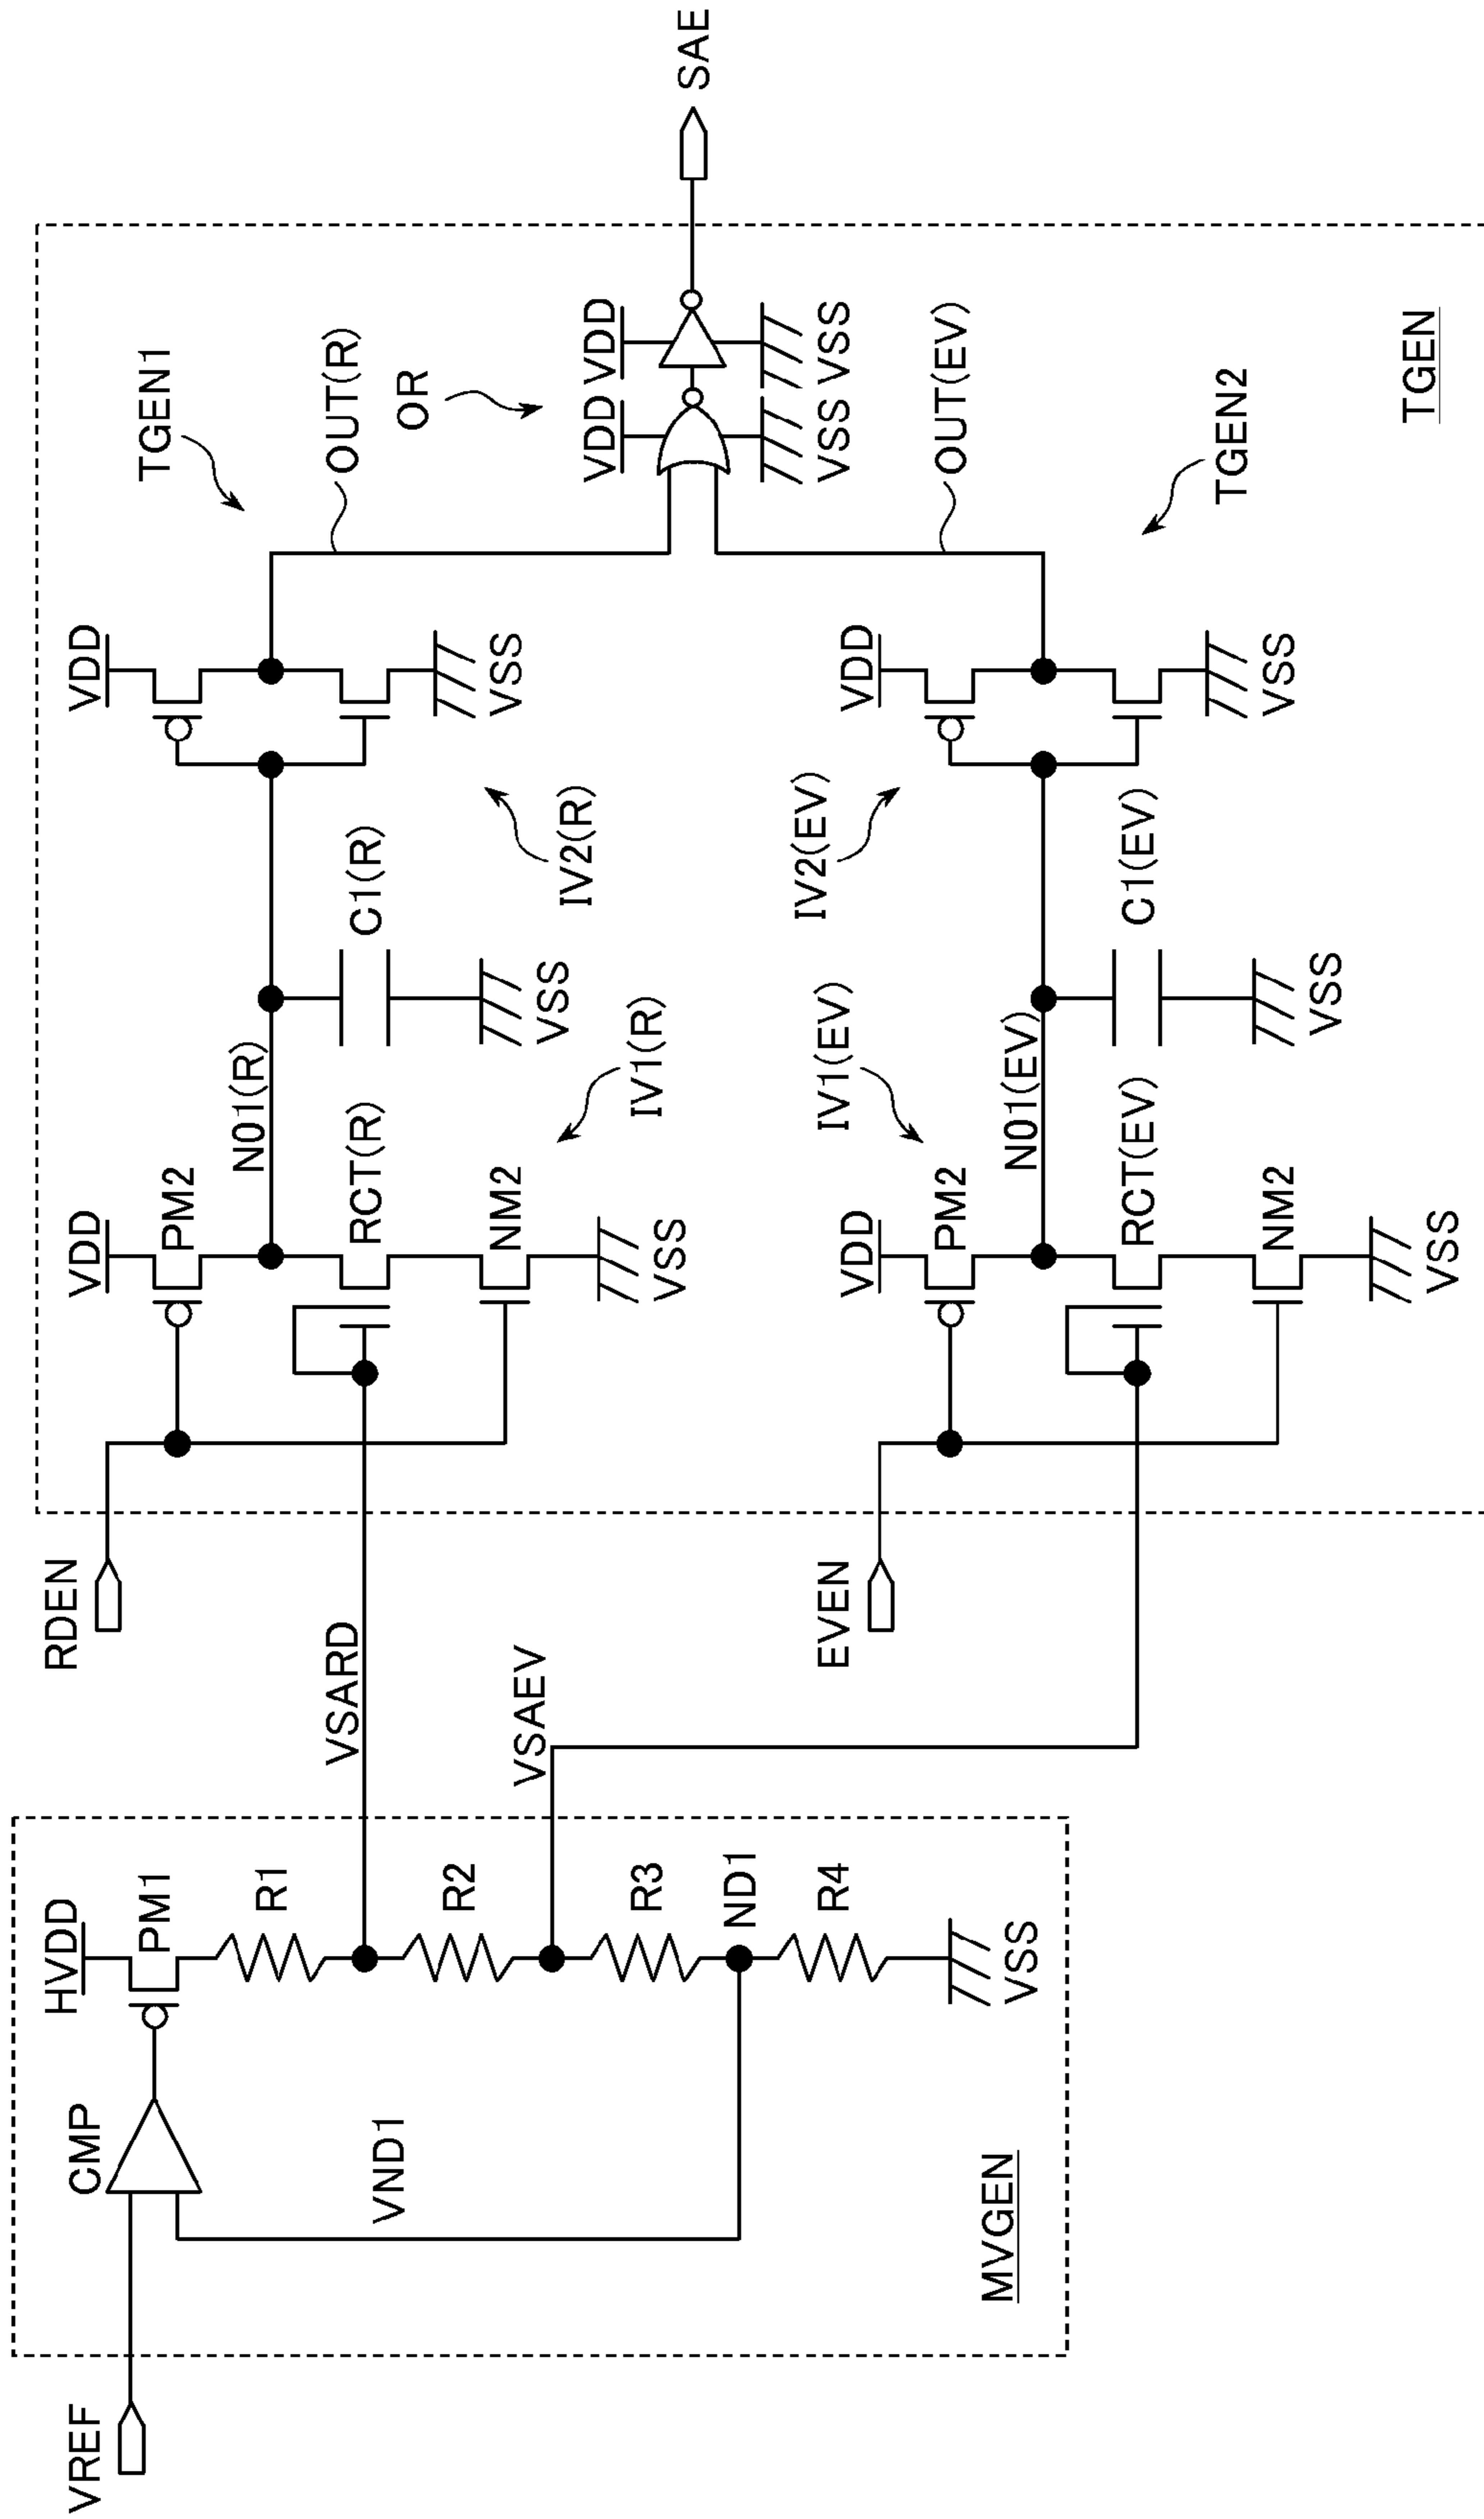 VREF
CMP
HVDD
PM1
R1
R2
R3
ND1
R4
VSS
VND1
MVGEN
VSARD
VSAEV
RDEN
EVEN
VDD
PM2
N01(R)
RCT(R)
NM2
VSS
IV1(R)
C1(R)
VSS
IV2(R)
VDD
VSS
TGEN1
OUT(R)
OR
VDD
VDD
VSS
VSS
SAE
VDD
PM2
N01(EV)
RCT(EV)
NM2
VSS
IV1(EV)
C1(EV)
VSS
IV2(EV)
VDD
VSS
OUT(EV)
TGEN2
TGEN